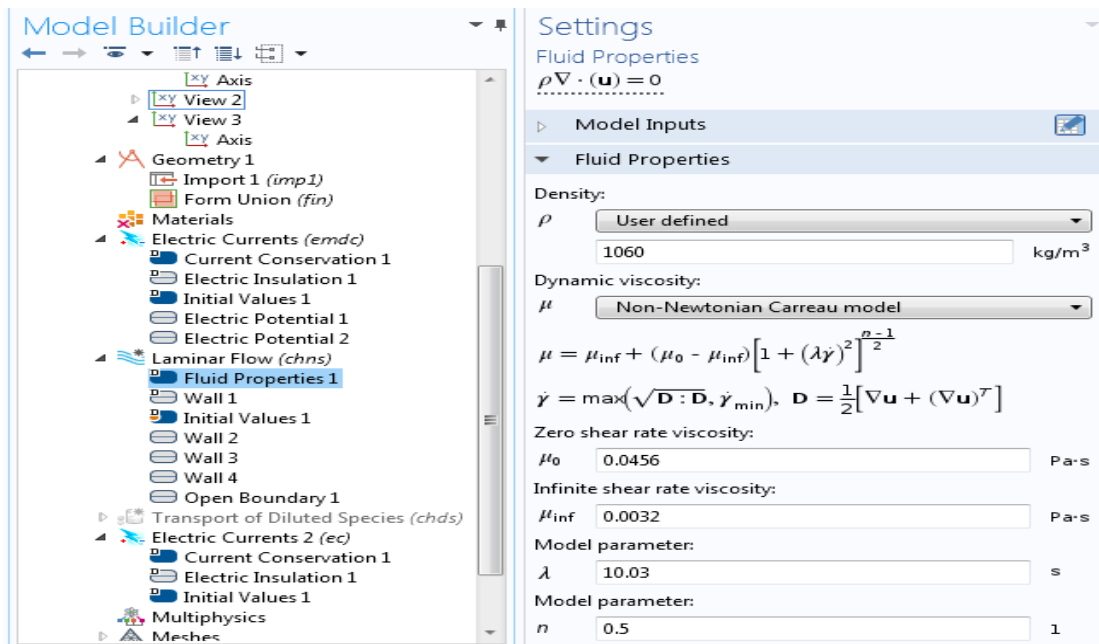 Model Builder
Axis
View 2
View 3
Axis
Geometry 1
Import 1 (imp1)
Form Union (fin)
Materials
Electric Currents (emdc)
Current Conservation 1
Electric Insulation 1
Initial Values 1
Electric Potential 1
Electric Potential 2
Laminar Flow (chns)
Fluid Properties 1
Wall 1
Initial Values 1
Wall 2
Wall 3
Wall 4
Open Boundary 1
Transport of Diluted Species (chds)
Electric Currents 2 (ec)
Current Conservation 1
Electric Insulation 1
Initial Values 1
Multiphysics
Meshes
Settings
Fluid Properties
ρ∇ · (u) = 0
Model Inputs
Fluid Properties
Density:
ρ User defined
1060 kg/m³
Dynamic viscosity:
μ Non-Newtonian Carreau model
μ = μ_inf + (μ_0 - μ_inf)[1 + (λγ̇)²]^((n-1)/2)
γ̇ = max(√(D : D), γ̇_min), D = 1/2[∇u + (∇u)^T]
Zero shear rate viscosity:
μ₀ 0.0456 Pa·s
Infinite shear rate viscosity:
μ_inf 0.0032 Pa·s
Model parameter:
λ 10.03 s
Model parameter:
n 0.5 1